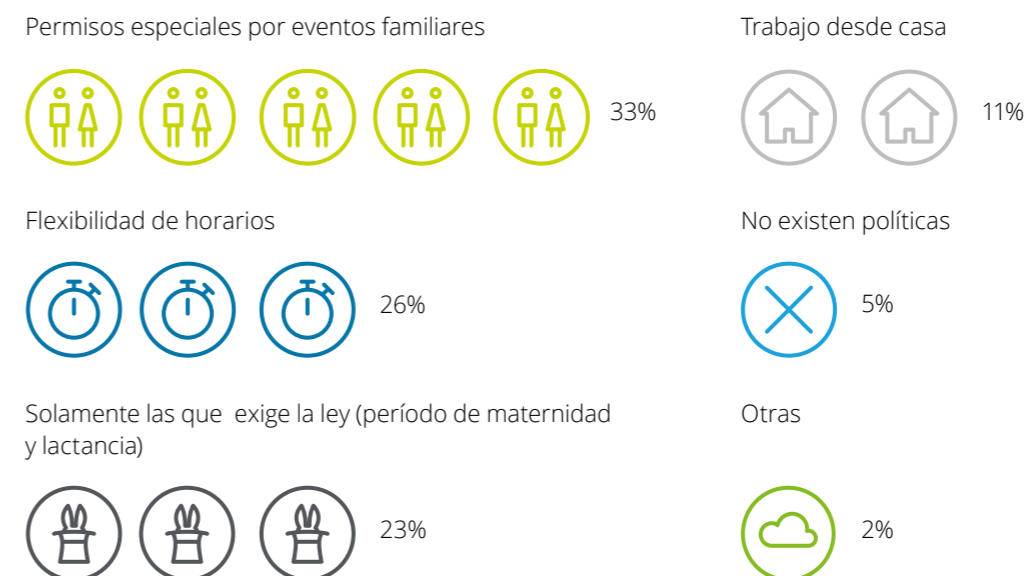 Permisos especiales por eventos familiares
33%
Flexibilidad de horarios
26%
Solamente las que exige la ley (período de maternidad
y lactancia)
23%
Trabajo desde casa
11%
No existen políticas
5%
Otras
2%